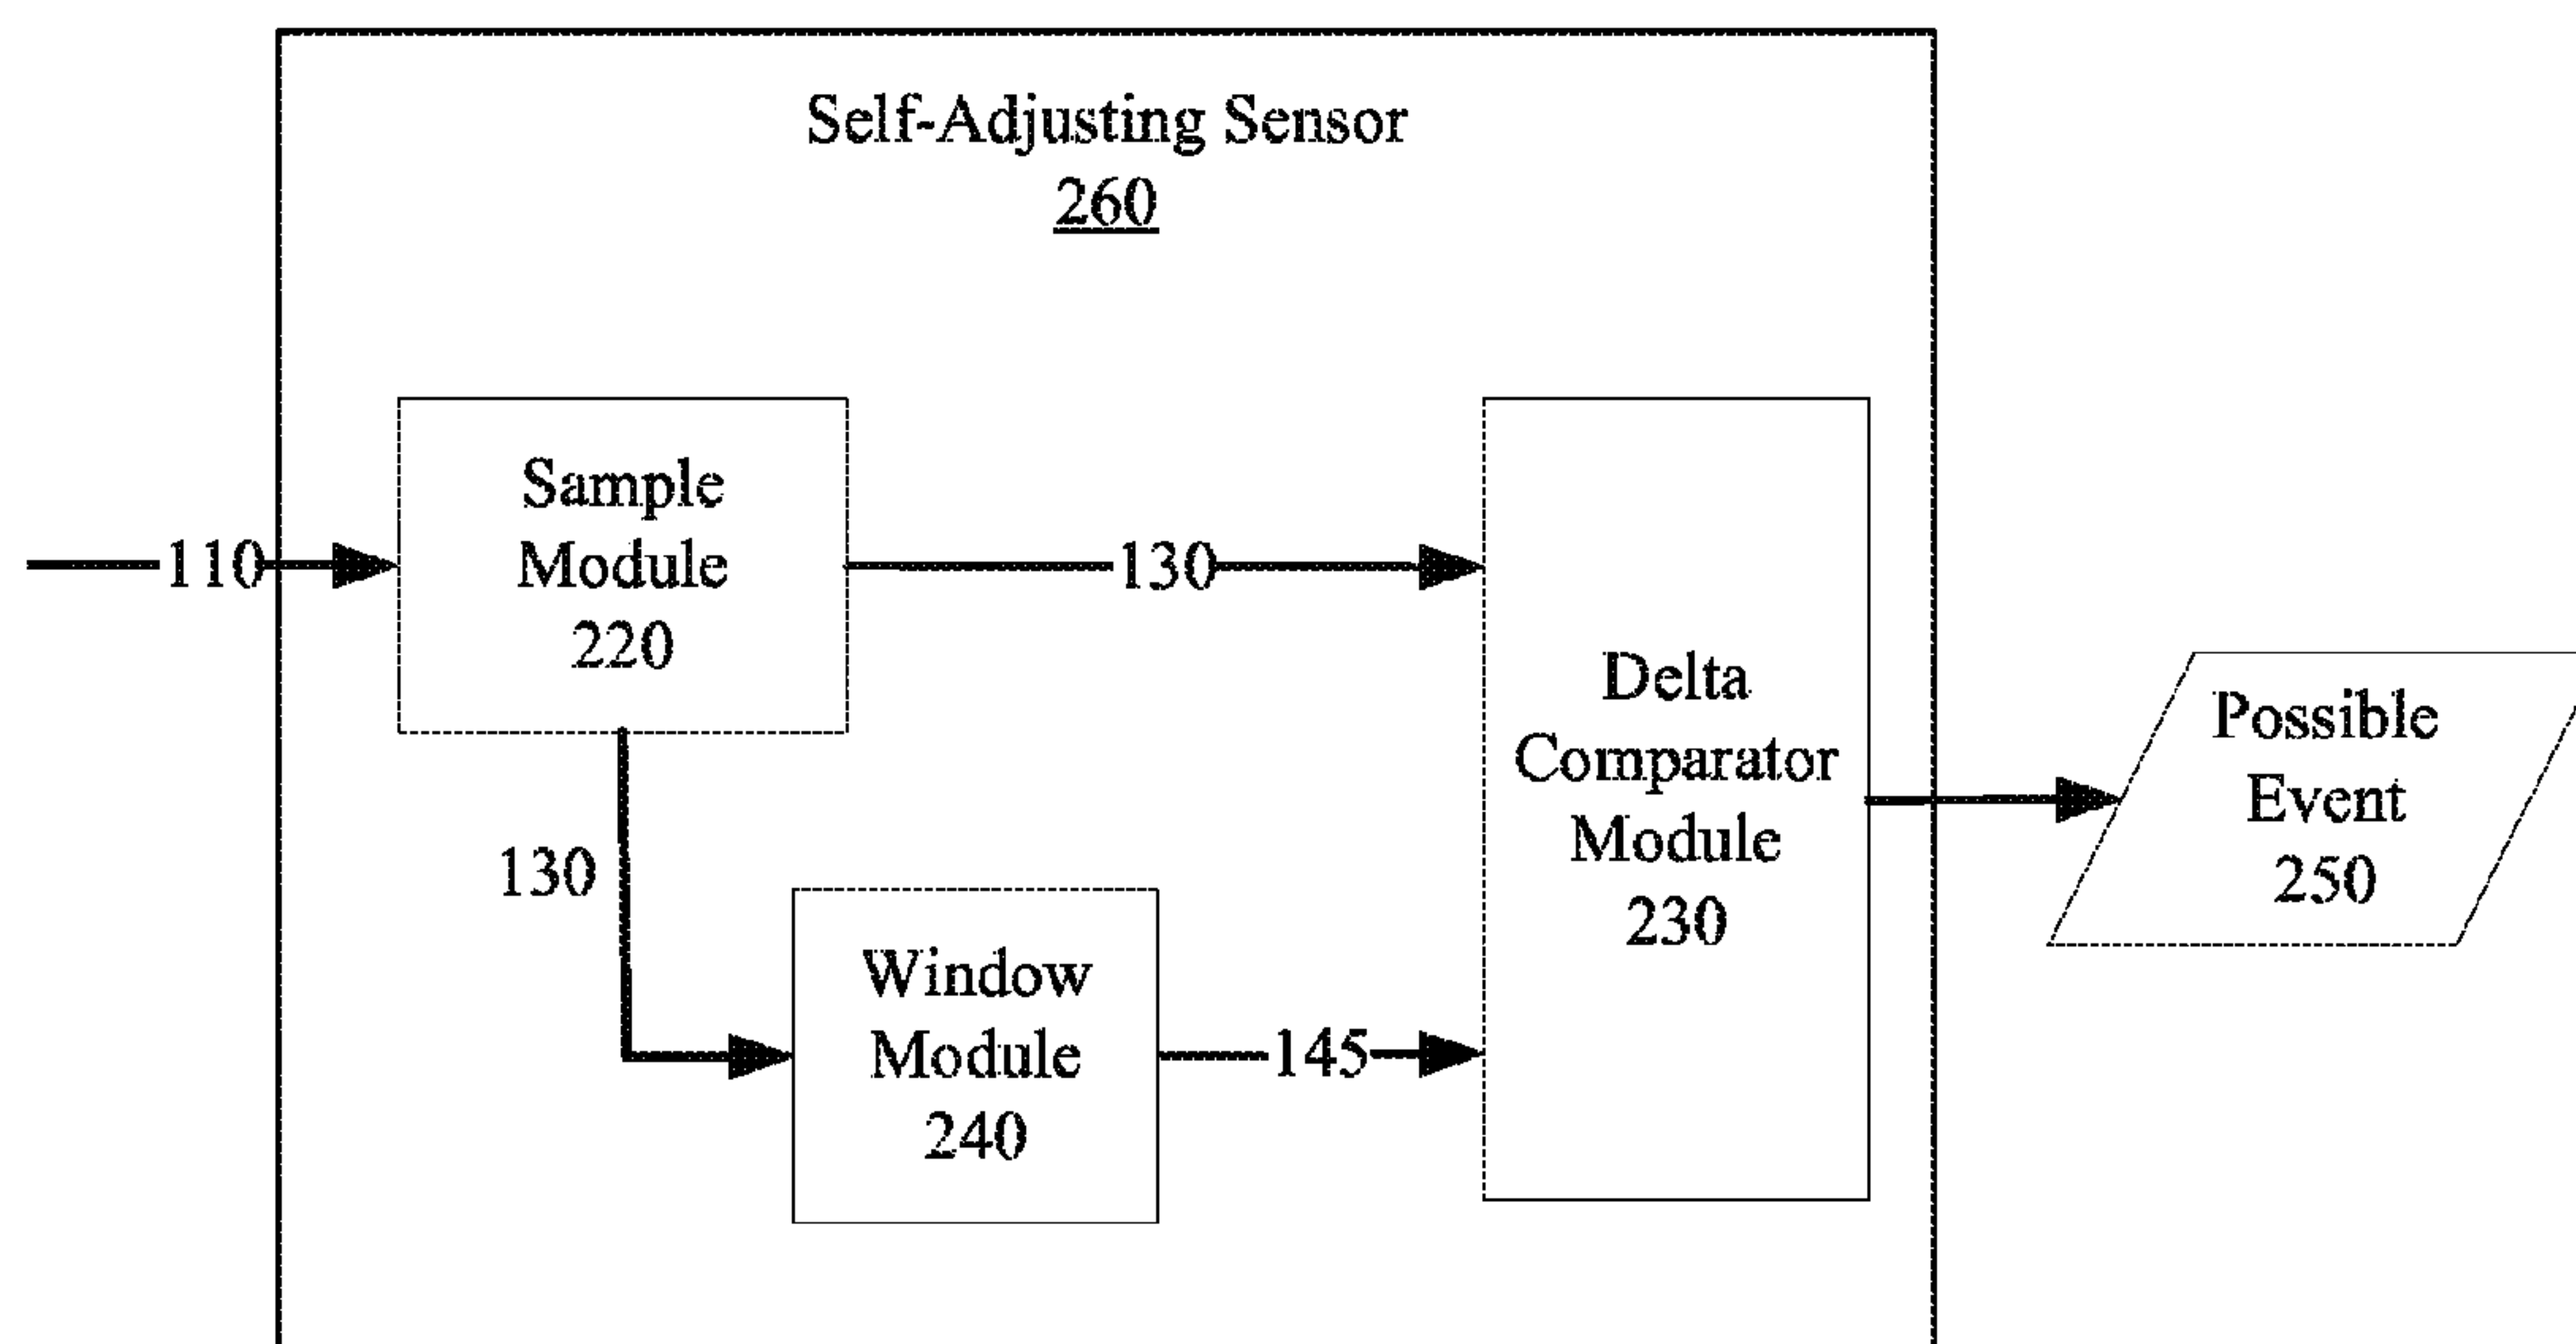 Self-Adjusting Sensor
260
Sample
Module
220
110
130
130
Delta
Comparator
Module
230
Window
Module
240
145
Possible
Event
250